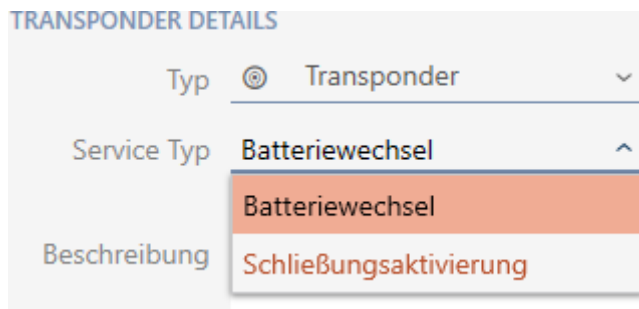 TRANSPONDER DETAILS
Typ Transponder
Service Typ Batteriewechsel
Batteriewechsel
Beschreibung Schließungsaktivierung